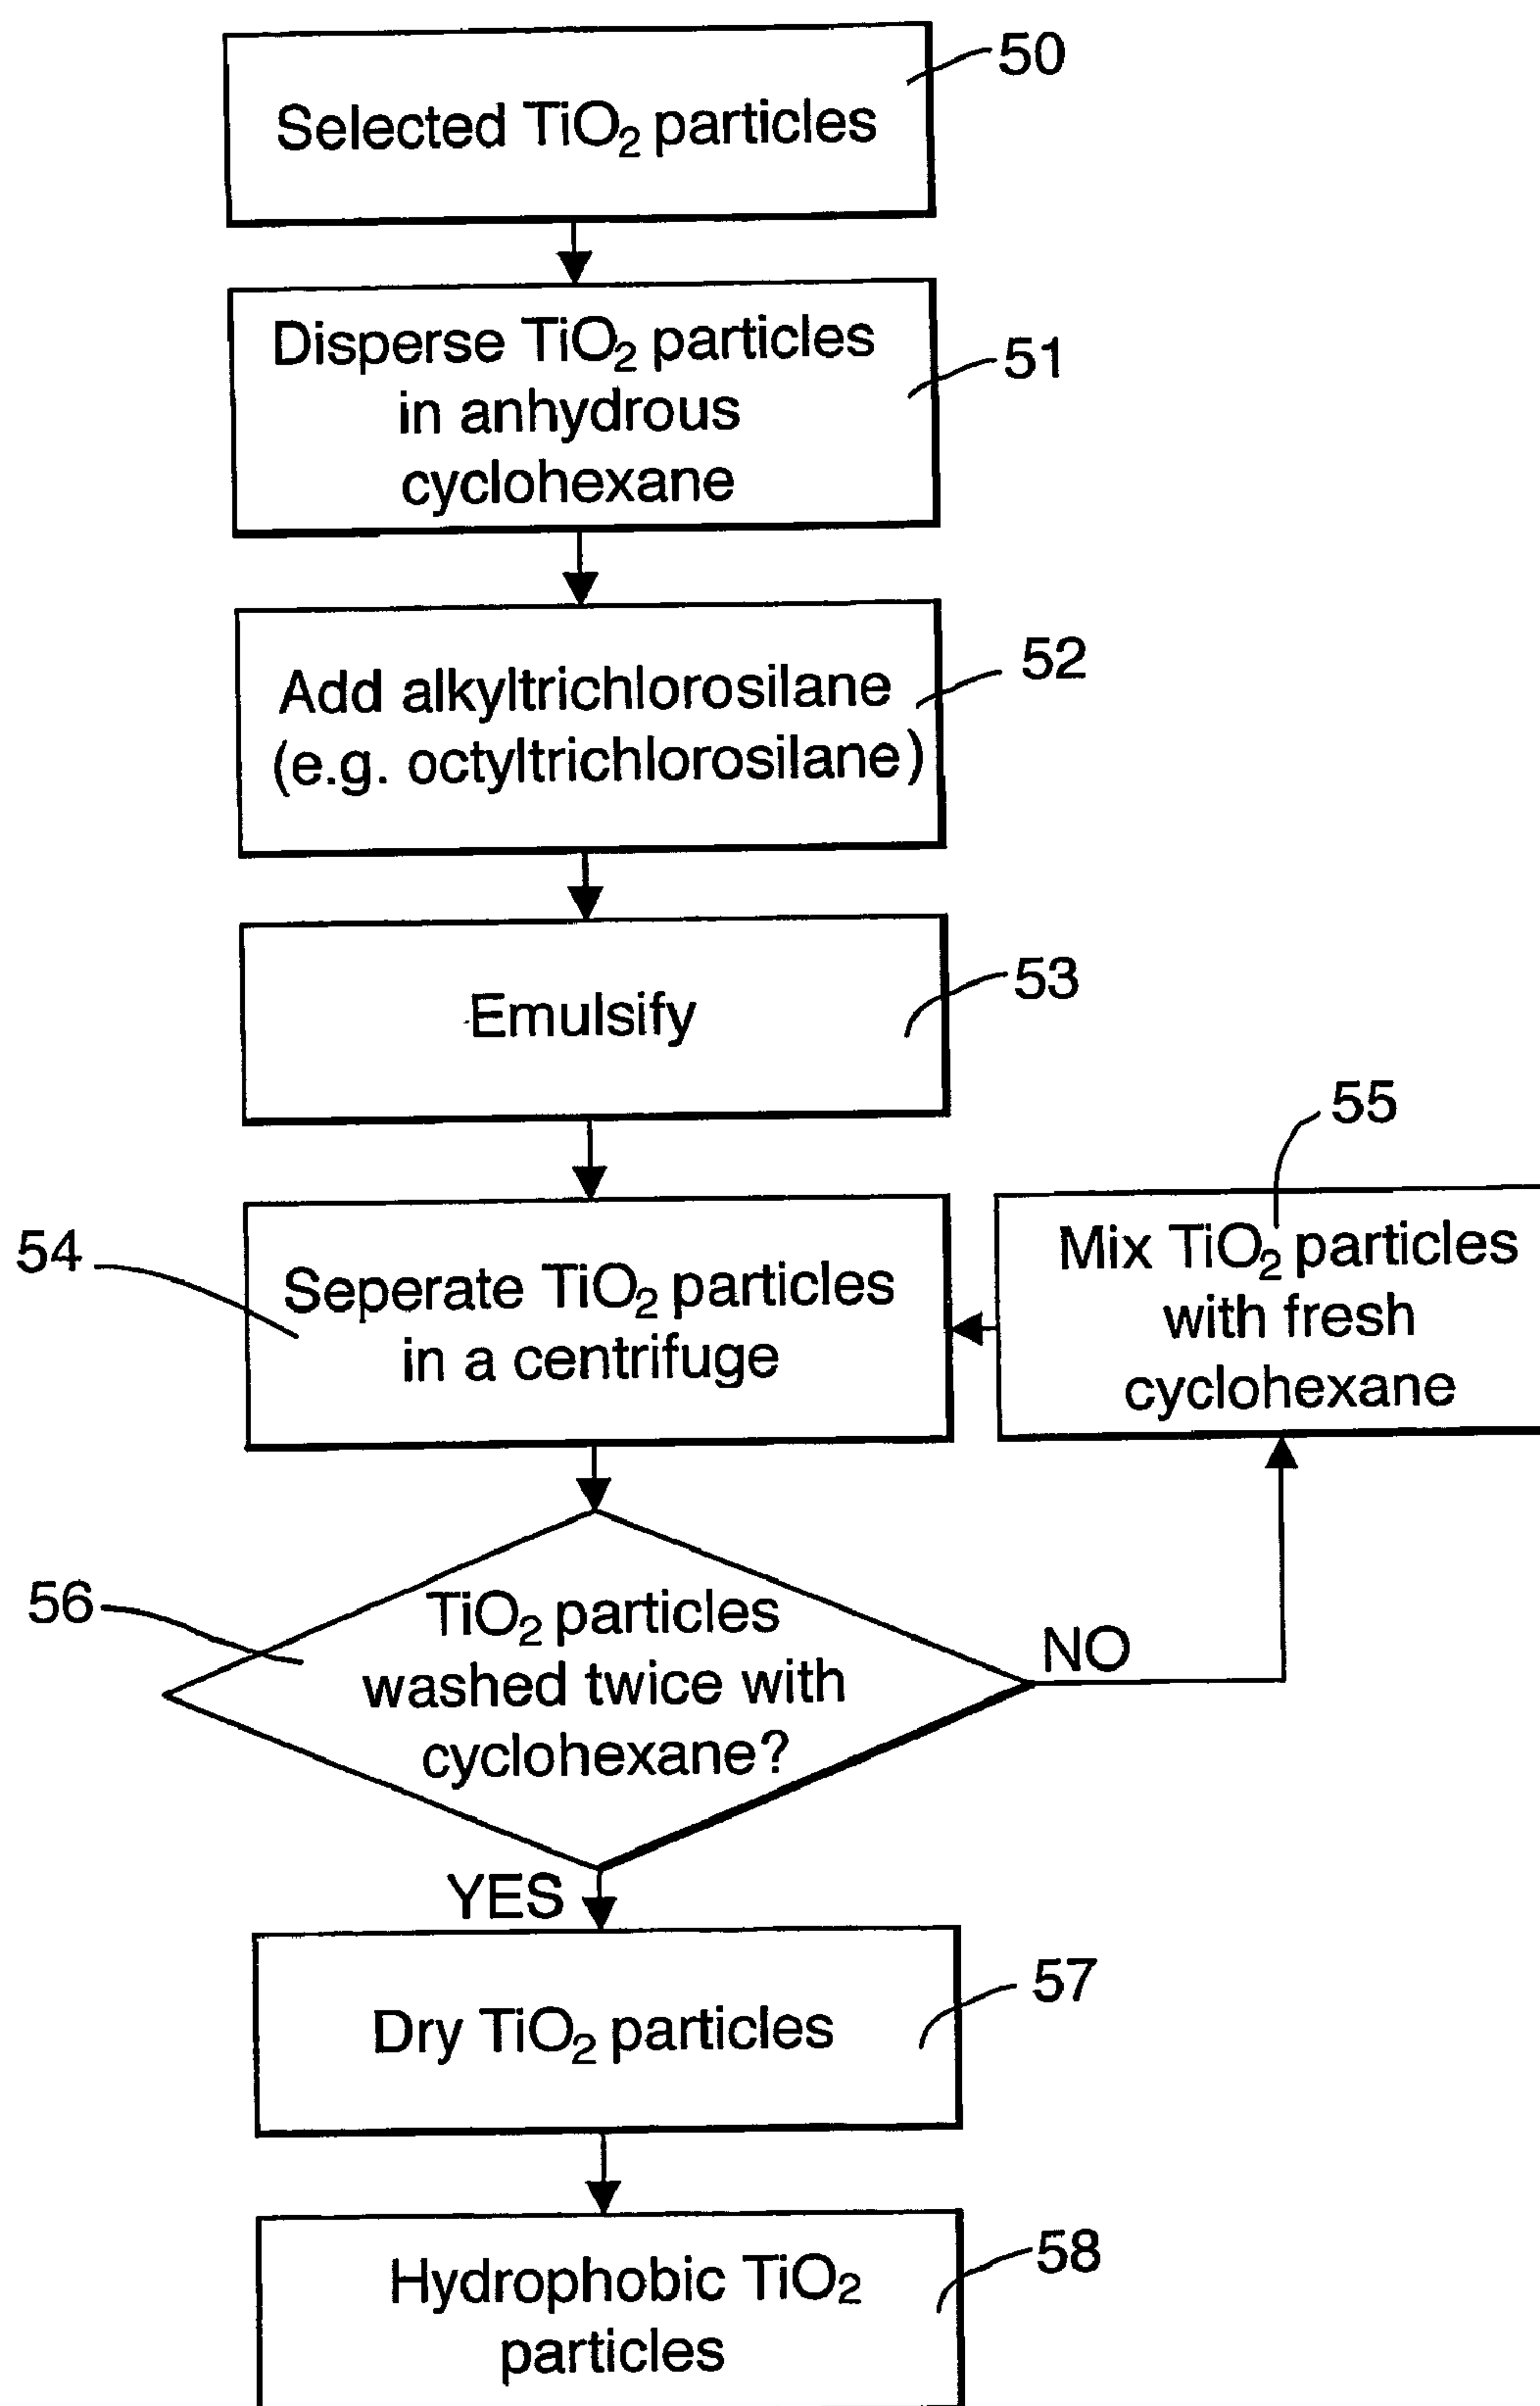 50
Selected TiO₂ particles
Disperse TiO₂ particles
in anhydrous
cyclohexane
51
Add alkyltrichlorosilane
(e.g. octyltrichlorosilane)
52
Emulsify
53
54
Seperate TiO₂ particles
in a centrifuge
55
Mix TiO₂ particles
with fresh
cyclohexane
56
TiO₂ particles
washed twice with
cyclohexane?
NO
YES
Dry TiO₂ particles
57
Hydrophobic TiO₂
particles
58